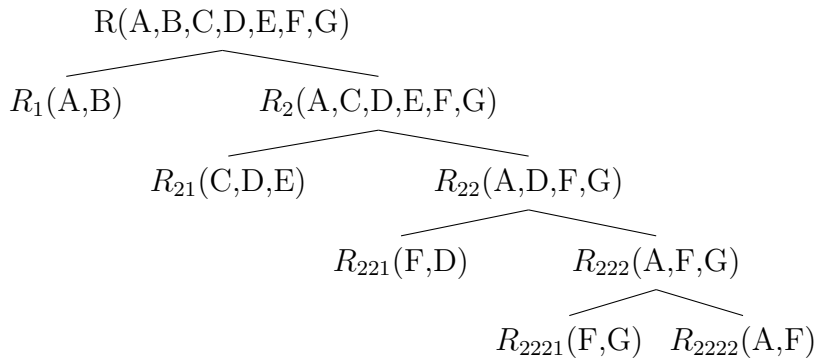 R(A,B,C,D,E,F,G)
R₁(A,B) R₂(A,C,D,E,F,G)
R₂₁(C,D,E) R₂₂(A,D,F,G)
R₂₂₁(F,D) R₂₂₂(A,F,G)
R₂₂₂₁(F,G) R₂₂₂₂(A,F)